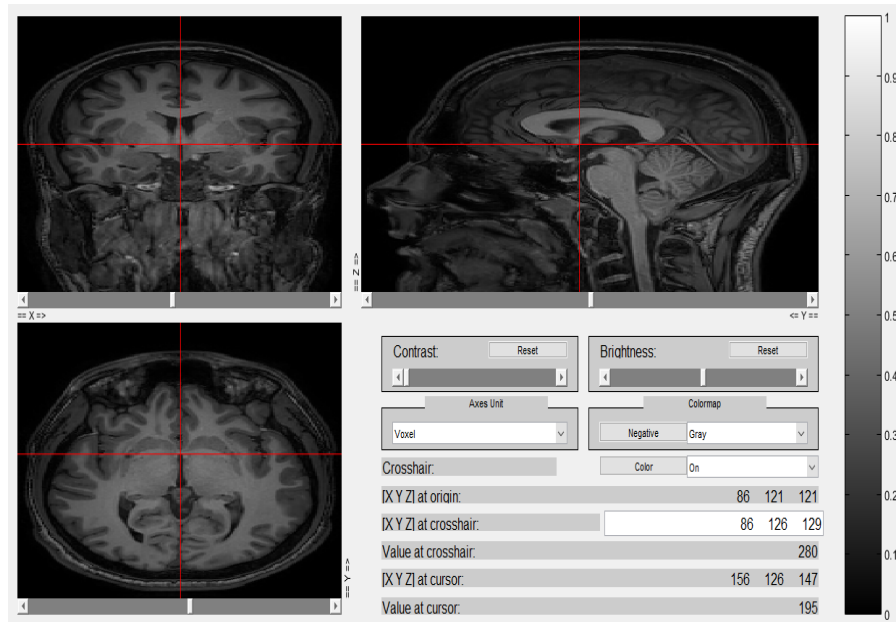 1
0.9
0.8
0.7
0.6
0.5
0.4
0.3
0.2
0.1
0
== Z =>
== X =>
<= Y ==
== Y =>
Contrast:
Reset
Brightness:
Reset
Axes Unit
Colormap
Voxel
Negative
Gray
Crosshair:
Color
On
[X Y Z] at origin:
86 121 121
[X Y Z] at crosshair:
86 126 129
Value at crosshair:
280
[X Y Z] at cursor:
156 126 147
Value at cursor:
195